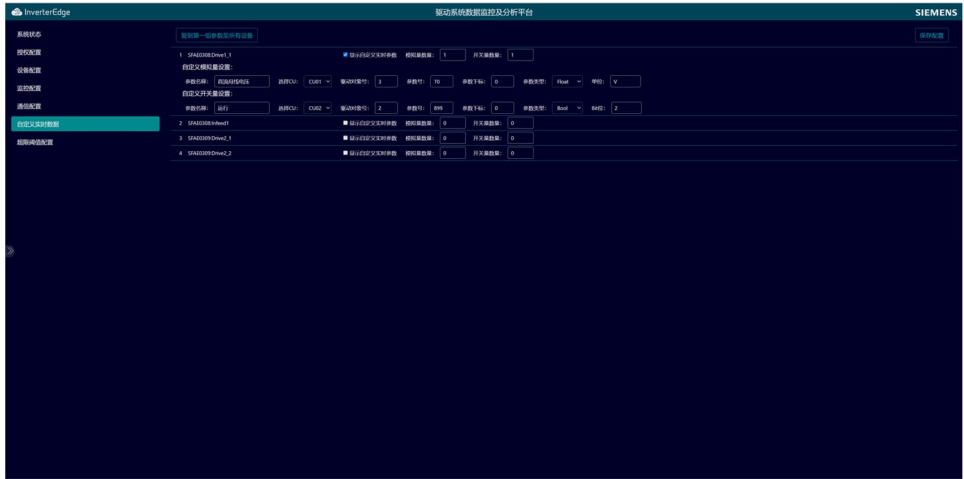 InverterEdge 驱动系统数据监控及分析平台 SIEMENS
系统状态
授权配置
设备配置
监控配置
通信配置
自定义实时数据
超限阈值配置
复制第一组参数至所有设备 保存配置
1 SFAE0308:Drive1_1 显示自定义实时参数 模拟量数量: 1 开关量数量: 1
自定义模拟量设置:
参数名称: 直流母线电压 选择CU: CU01 驱动对象号: 3 参数号: 70 参数下标: 0 参数类型: Float 单位: V
自定义开关量设置:
参数名称: 运行 选择CU: CU02 驱动对象号: 2 参数号: 899 参数下标: 0 参数类型: Bool Bit位: 2
2 SFAE0308:Infeed1 显示自定义实时参数 模拟量数量: 0 开关量数量: 0
3 SFAE0309:Drive2_1 显示自定义实时参数 模拟量数量: 0 开关量数量: 0
4 SFAE0309:Drive2_2 显示自定义实时参数 模拟量数量: 0 开关量数量: 0